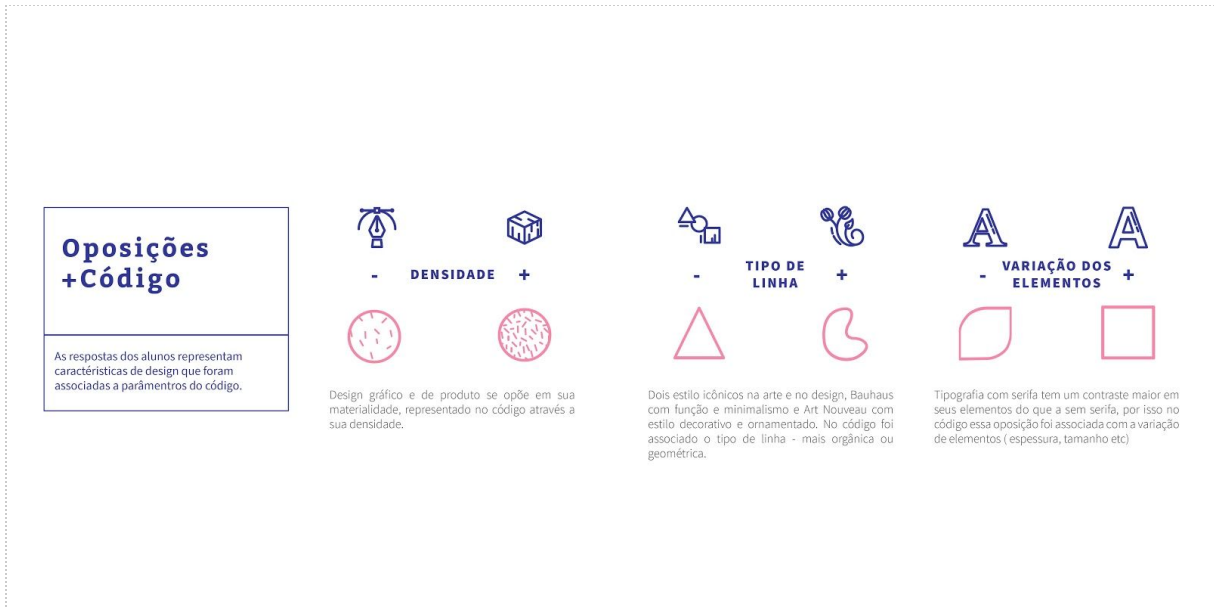 Oposições
+Código
As respostas dos alunos representam
caractérísticas de design que foram
associadas a parâmentros do código.
- DENSIDADE +
Design gráfico e de produto se opõe em sua
materialidade, representado no código através a
sua densidade.
- TIPO DE
LINHA +
Dois estilo icônicos na arte e no design, Bauhaus
com função e minimalismo e Art Nouveau com
estilo decorativo e ornamentado. No código foi
associado o tipo de linha - mais orgânica ou
geométrica.
- VARIAÇÃO DOS
ELEMENTOS +
Tipografia com serifa tem um contraste maior em
seus elementos do que a sem serifa, por isso no
código essa oposição foi associada com a variação
de elementos ( espessura, tamanho etc)